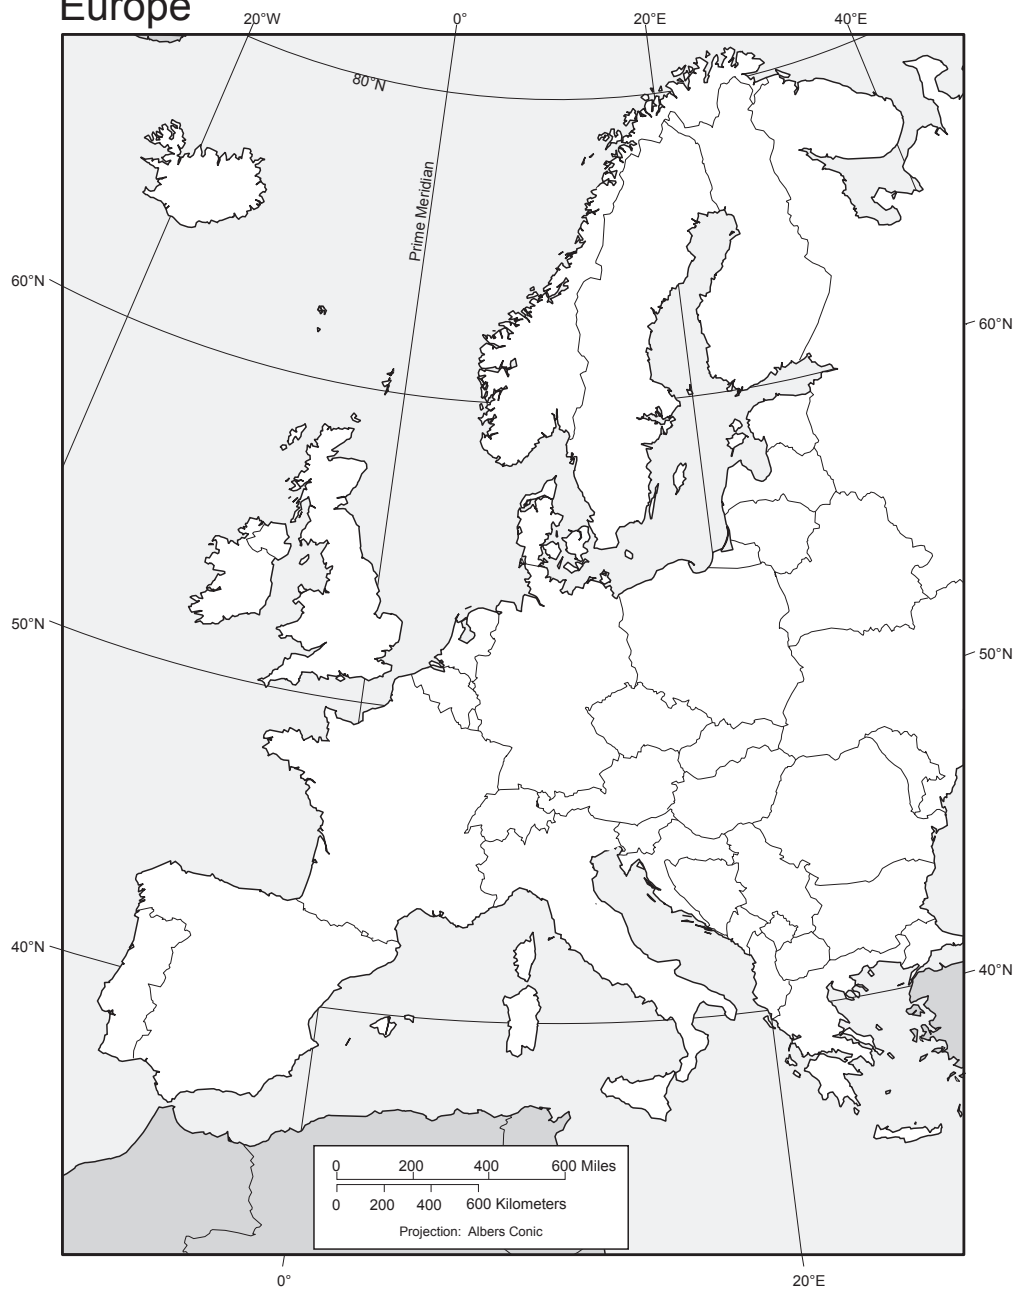 Europe
20°W 0° 20°E 40°E
80°N
Prime Meridian
60°N
60°N
50°N
50°N
40°N
40°N
0 200 400 600 Miles
0 200 400 600 Kilometers
Projection: Albers Conic
0° 20°E